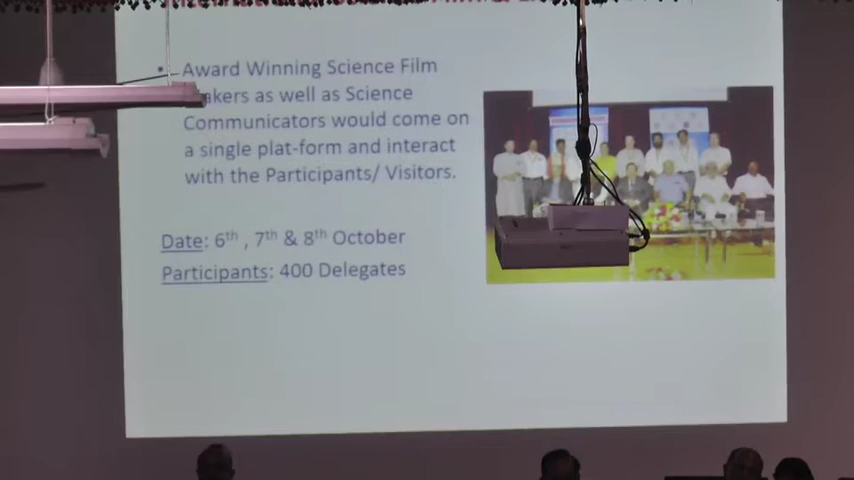 • Award Winning Science Film
akers as well as Science
Communicators would come on
a single plat-form and interact
with the Participants/ Visitors.
Date: 6th , 7th & 8th October
Participants: 400 Delegates